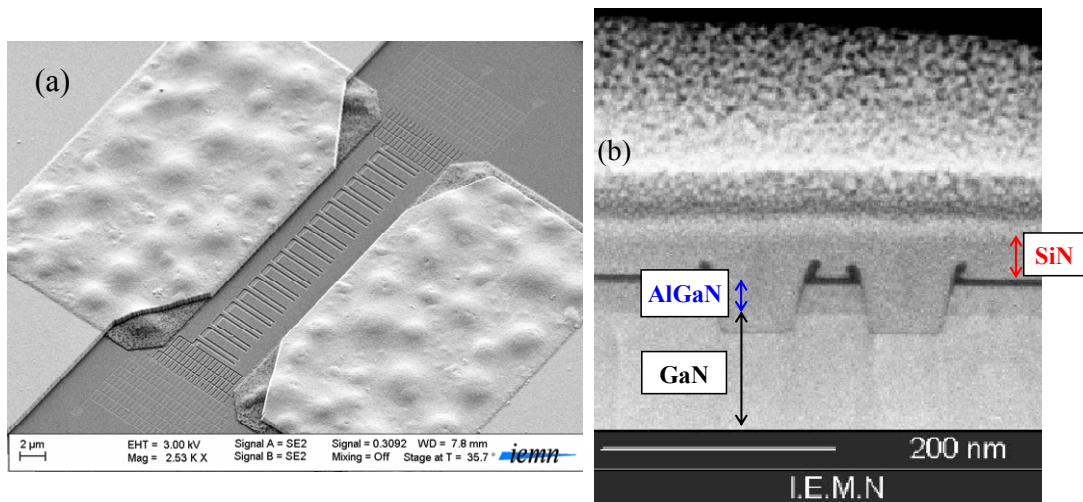 (a)
2 µm
EHT = 3.00 kV
Mag = 2.53 K X
Signal A = SE2
Signal B = SE2
Signal = 0.3092 WD = 7.8 mm
Mixing = Off Stage at T = 35.7 °
iemn
(b)
SiN
AlGaN
GaN
200 nm
I.E.M.N